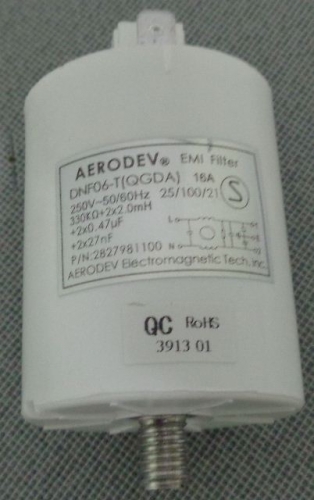 AERODEV® EMI Filter
DNF06-T(QGDA) 16A
250V~50/60Hz 25/100/21
330KΩ+2x2.0mH
+2x0.47µF
+2x27nF
P/N:2827981100
AERODEV Electromagnetic Tech.Inc.
S
L
N
QC RoHS
3913 01